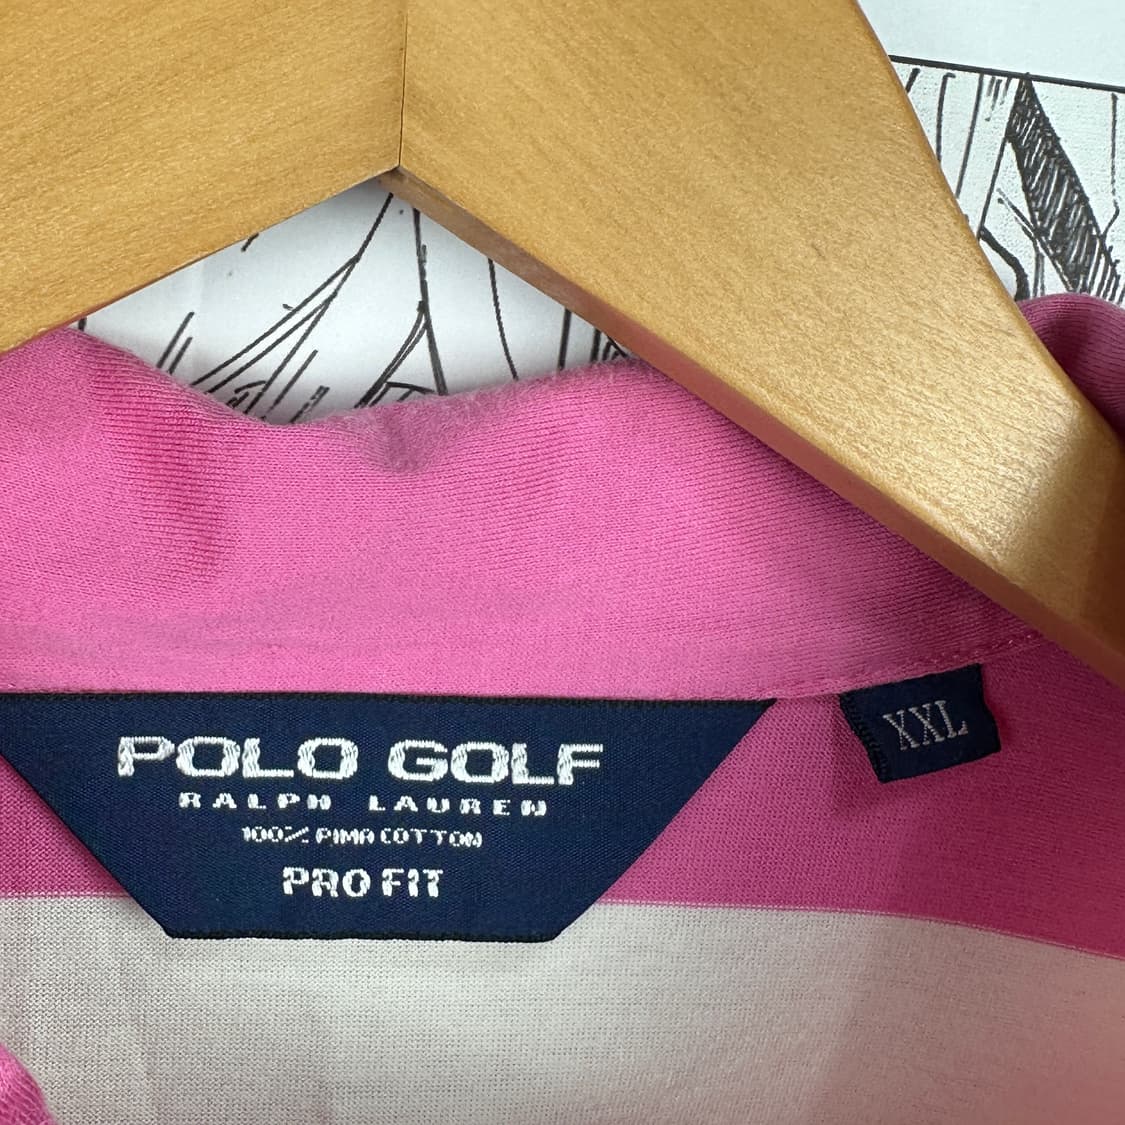 POLO GOLF
RALPH LAUREN
100% PIMA COTTON
PRO FIT
XXL